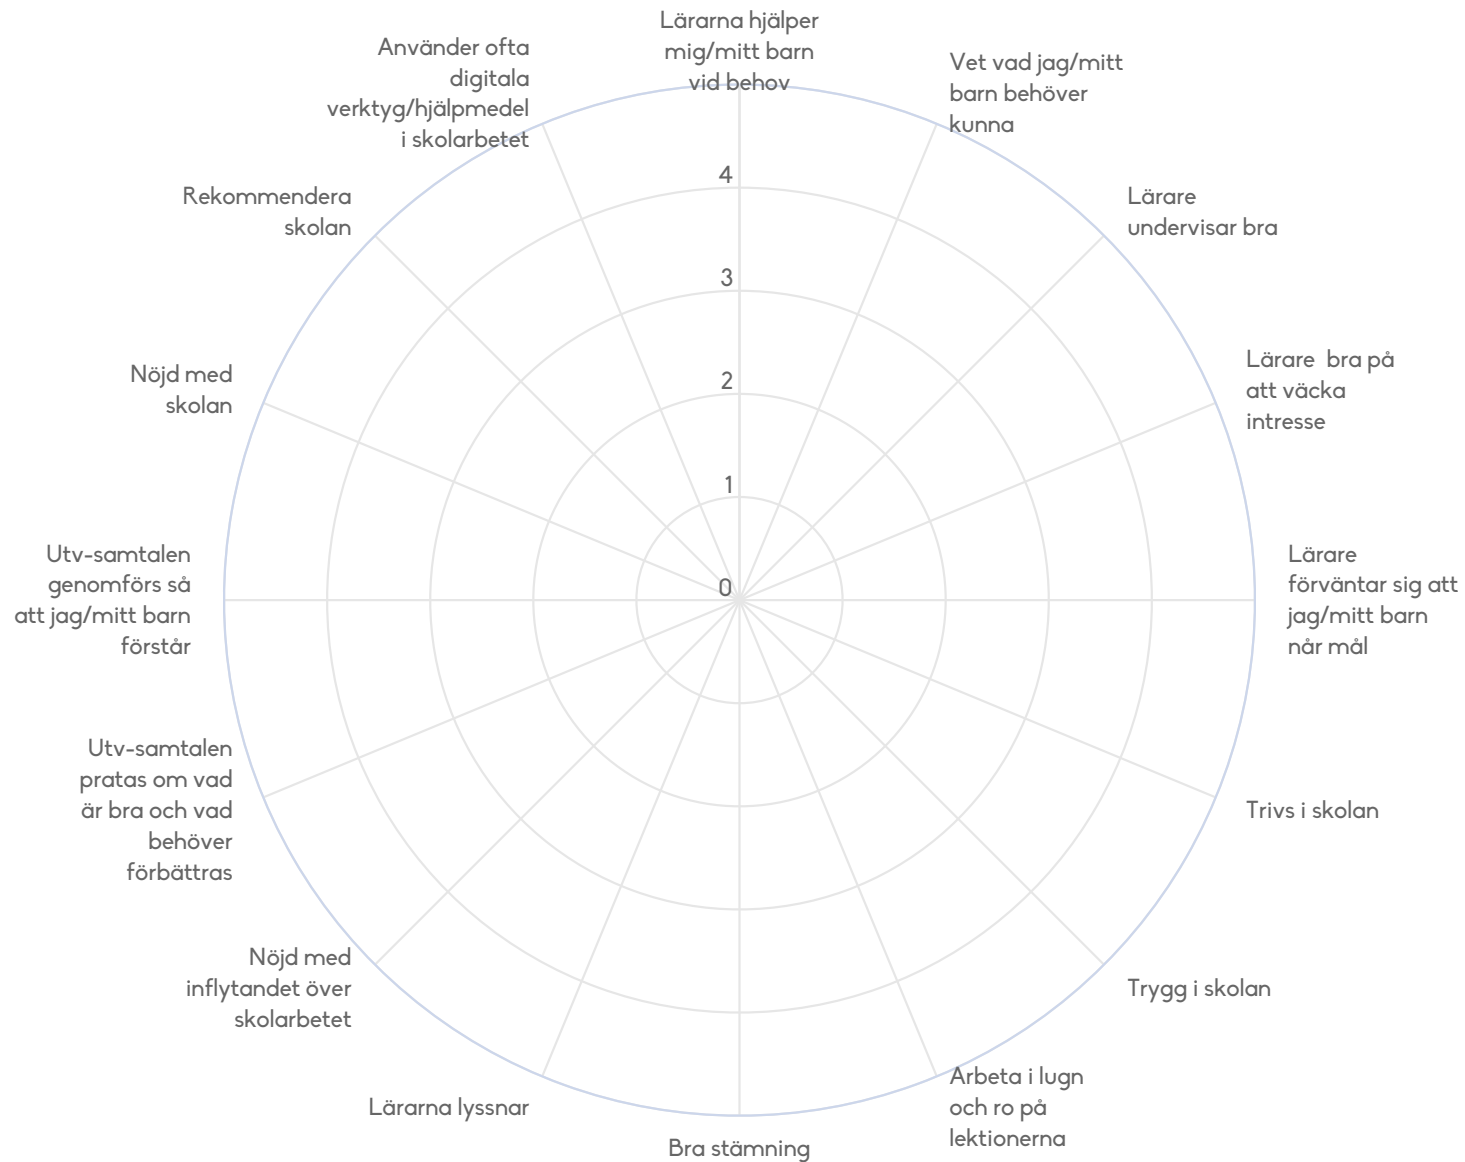 Lärarna hjälper
mig/mitt barn
vid behov
Vet vad jag/mitt
barn behöver
kunna
Lärare
undervisar bra
Lärare  bra på
att väcka
intresse
Lärare
förväntar sig att
jag/mitt barn
når mål
Trivs i skolan
Trygg i skolan
Arbeta i lugn
och ro på
lektionerna
Bra stämning
Lärarna lyssnar
Nöjd med
inflytandet över
skolarbetet
Utv-samtalen
pratas om vad
är bra och vad
behöver
förbättras
Utv-samtalen
genomförs så
att jag/mitt barn
förstår
Nöjd med
skolan
Rekommendera
skolan
Använder ofta
digitala
verktyg/hjälpmedel
i skolarbetet
4
3
2
1
0